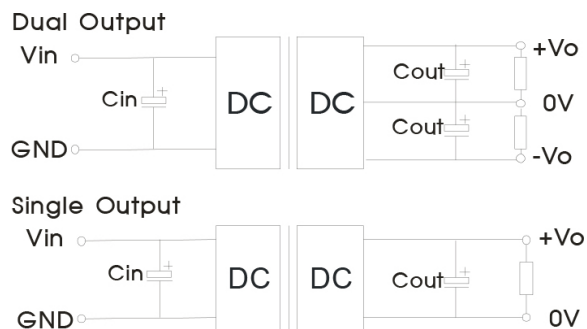 Dual Output
Vin
+Vo
Cout
+
Cin
+
DC DC
0V
Cout
+
GND
-Vo
Single Output
Vin
+Vo
Cin
+
DC DC
Cout
+
GND
0V